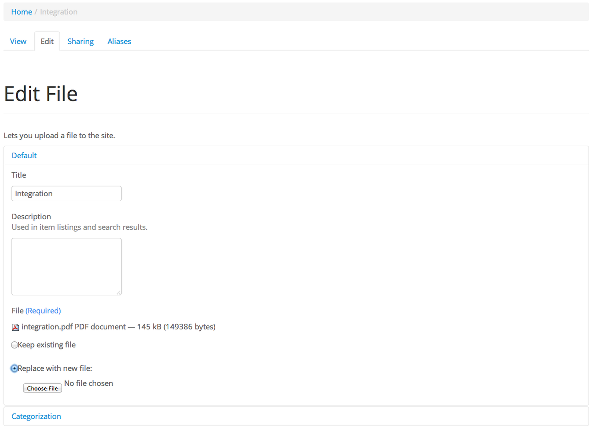 Home / Integration
View Edit Sharing Aliases
Edit File
Lets you upload a file to the site.
Default
Title
Integration
Description
Used in item listings and search results.
File (Required)
integration.pdf PDF document — 145 kB (149386 bytes)
Keep existing file
Replace with new file:
Choose File No file chosen
Categorization